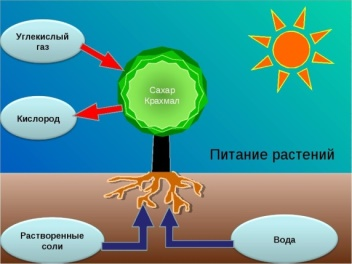 Углекислый
газ
Сахар
Крахмал
Кислород
Питание растений
Растворенные
соли
Вода